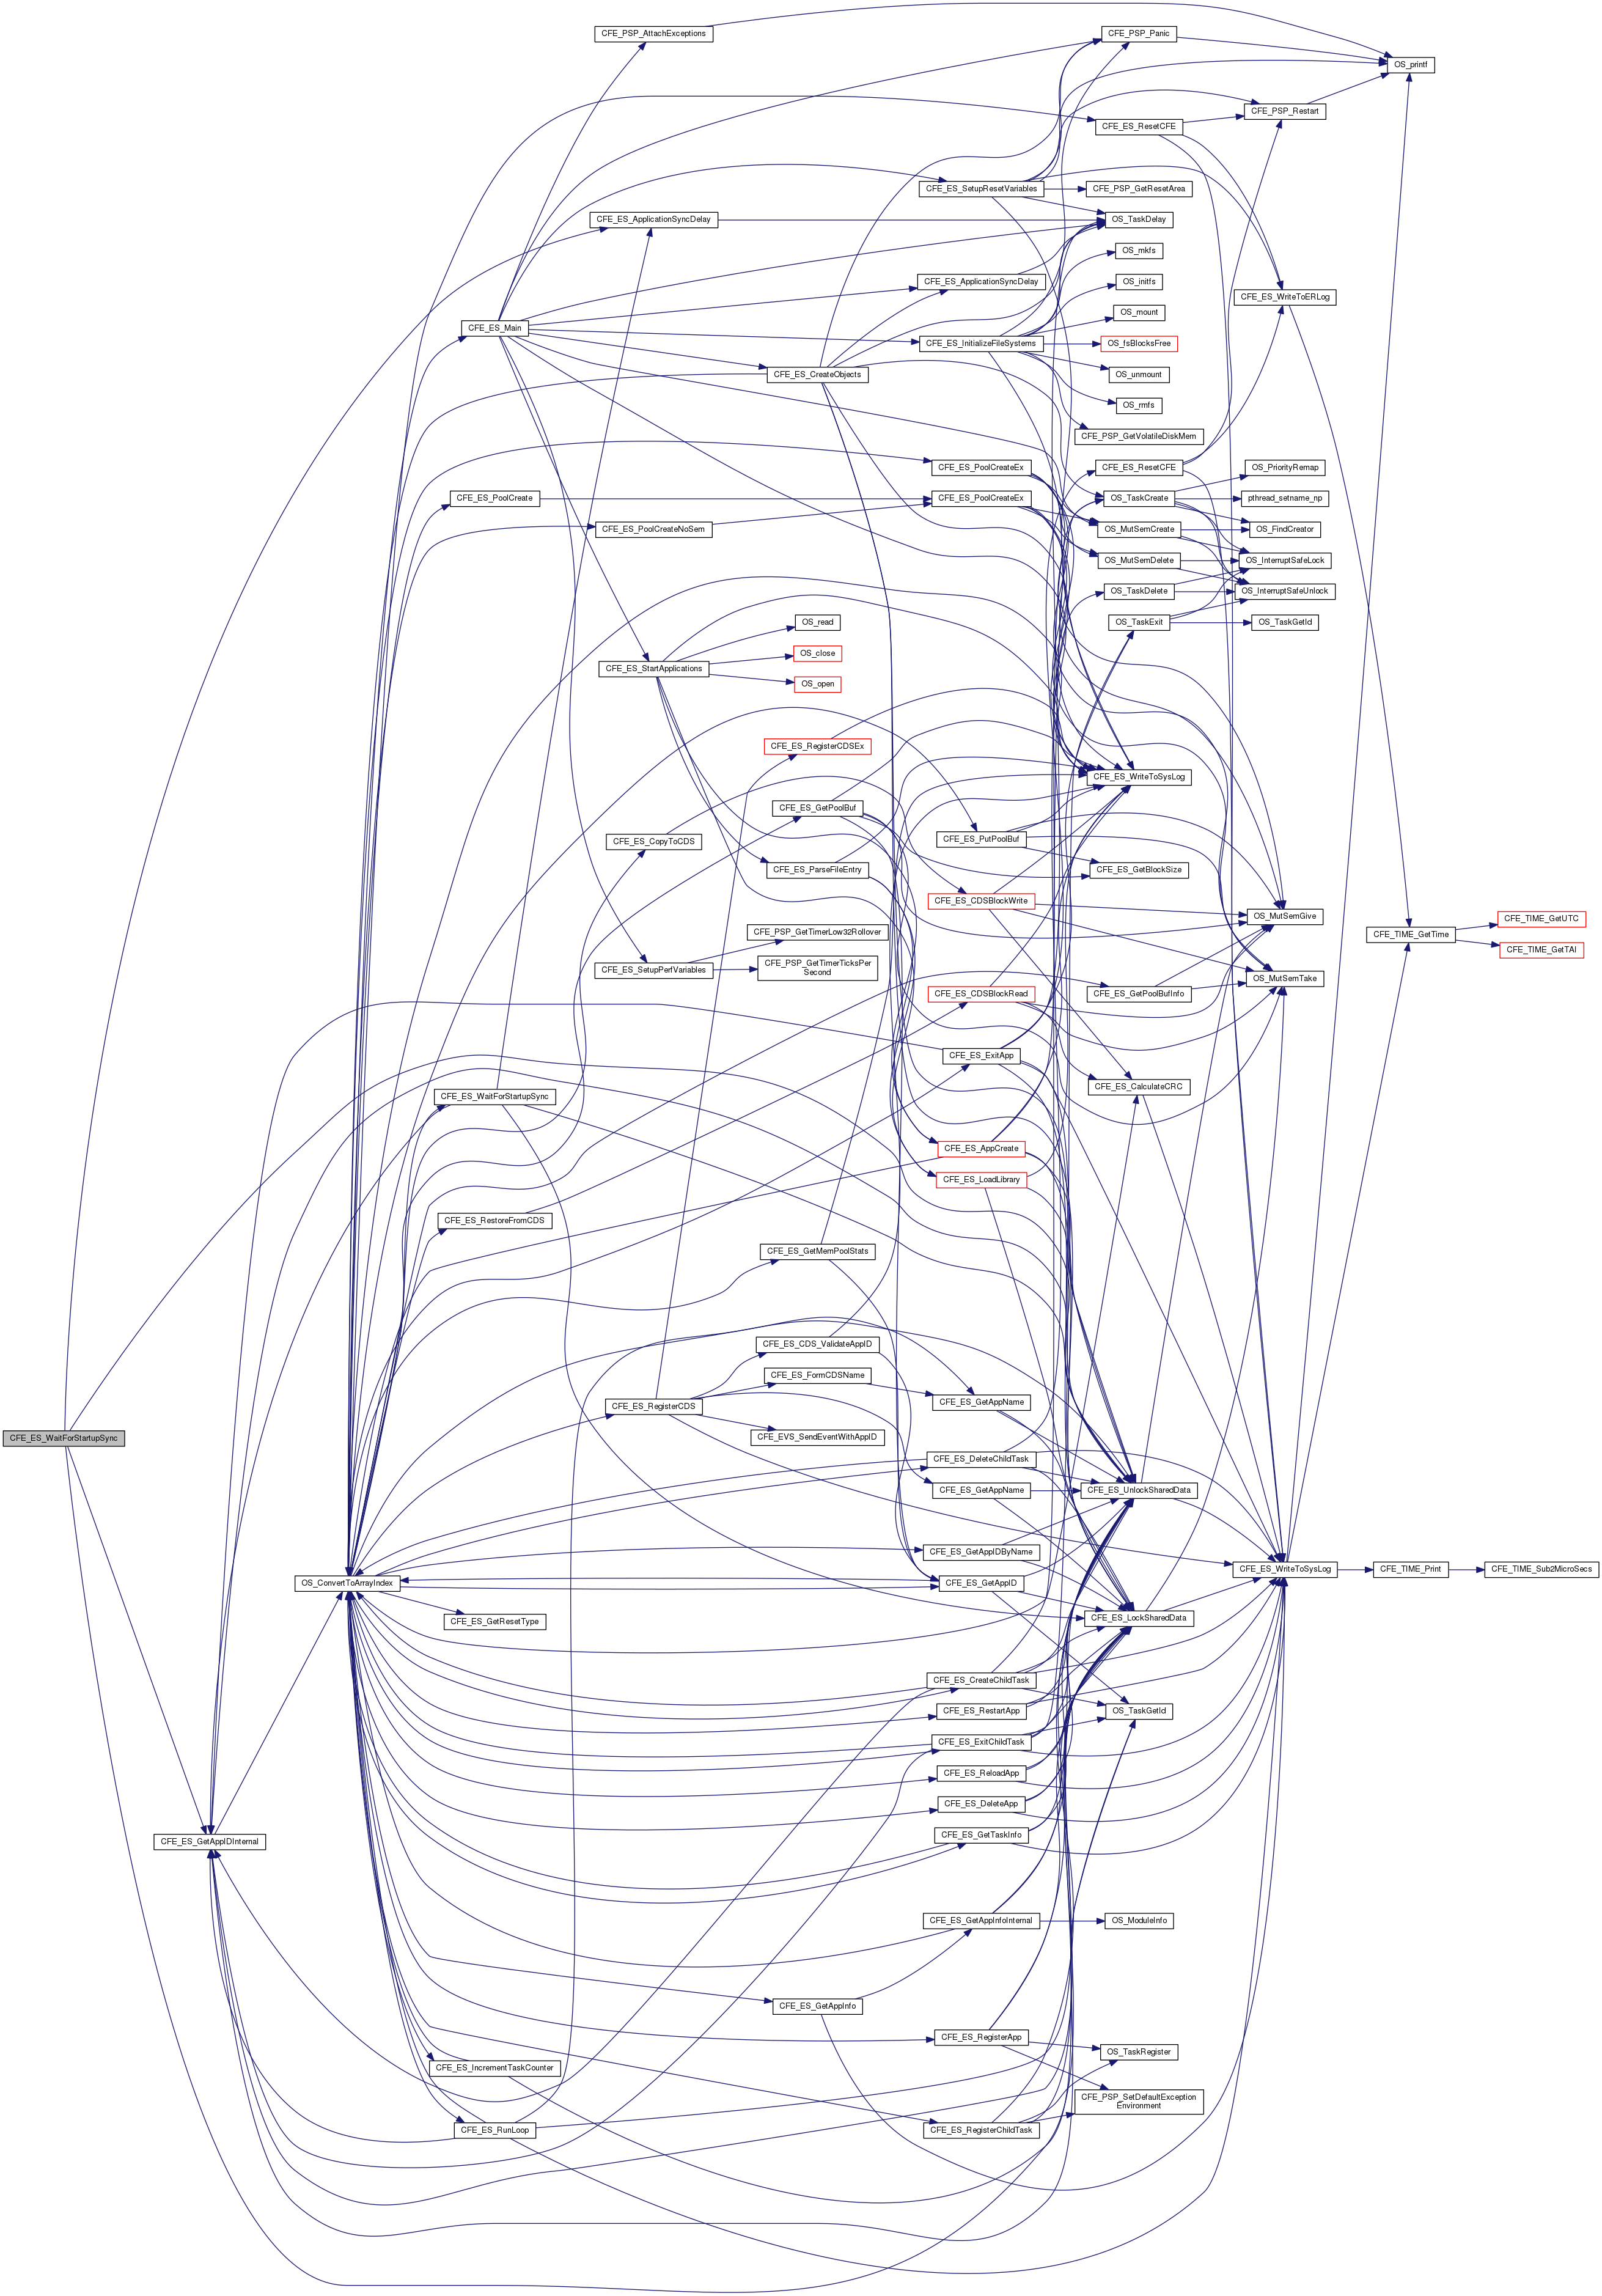 CFE_PSP_AttachExceptions
CFE_PSP_Panic
OS_printf
CFE_PSP_Restart
CFE_ES_ResetCFE
CFE_ES_SetupResetVariables
CFE_PSP_GetResetArea
CFE_ES_ApplicationSyncDelay
OS_TaskDelay
OS_mkfs
CFE_ES_ApplicationSyncDelay
OS_initfs
CFE_ES_WriteToERLog
OS_mount
CFE_ES_Main
CFE_ES_InitializeFileSystems
OS_fsBlocksFree
CFE_ES_CreateObjects
OS_unmount
OS_rmfs
CFE_PSP_GetVolatileDiskMem
CFE_ES_PoolCreateEx
CFE_ES_ResetCFE
OS_PriorityRemap
CFE_ES_PoolCreate
CFE_ES_PoolCreateEx
OS_TaskCreate
pthread_setname_np
CFE_ES_PoolCreateNoSem
OS_MutSemCreate
OS_FindCreator
OS_MutSemDelete
OS_InterruptSafeLock
OS_TaskDelete
OS_InterruptSafeUnlock
OS_read
OS_TaskExit
OS_TaskGetId
OS_close
CFE_ES_StartApplications
OS_open
CFE_ES_RegisterCDSEx
CFE_ES_WriteToSysLog
CFE_ES_GetPoolBuf
CFE_ES_CopyToCDS
CFE_ES_PutPoolBuf
CFE_ES_ParseFileEntry
CFE_ES_GetBlockSize
CFE_ES_CDSBlockWrite
OS_MutSemGive
CFE_TIME_GetUTC
CFE_PSP_GetTimerLow32Rollover
CFE_TIME_GetTime
CFE_TIME_GetTAI
CFE_ES_SetupPerfVariables
CFE_PSP_GetTimerTicksPer
Second
OS_MutSemTake
CFE_ES_CDSBlockRead
CFE_ES_GetPoolBufInfo
CFE_ES_ExitApp
CFE_ES_WaitForStartupSync
CFE_ES_CalculateCRC
CFE_ES_AppCreate
CFE_ES_LoadLibrary
CFE_ES_RestoreFromCDS
CFE_ES_GetMemPoolStats
CFE_ES_CDS_ValidateAppID
CFE_ES_FormCDSName
CFE_ES_RegisterCDS
CFE_ES_GetAppName
CFE_ES_WaitForStartupSync
CFE_EVS_SendEventWithAppID
CFE_ES_DeleteChildTask
CFE_ES_GetAppName
CFE_ES_UnlockSharedData
CFE_ES_GetAppIDByName
CFE_ES_WriteToSysLog
CFE_TIME_Print
CFE_TIME_Sub2MicroSecs
OS_ConvertToArrayIndex
CFE_ES_GetAppID
CFE_ES_GetResetType
CFE_ES_LockSharedData
CFE_ES_CreateChildTask
CFE_ES_RestartApp
OS_TaskGetId
CFE_ES_ExitChildTask
CFE_ES_ReloadApp
CFE_ES_DeleteApp
CFE_ES_GetAppIDInternal
CFE_ES_GetTaskInfo
CFE_ES_GetAppInfoInternal
OS_ModuleInfo
CFE_ES_GetAppInfo
CFE_ES_RegisterApp
OS_TaskRegister
CFE_ES_IncrementTaskCounter
CFE_PSP_SetDefaultException
Environment
CFE_ES_RunLoop
CFE_ES_RegisterChildTask